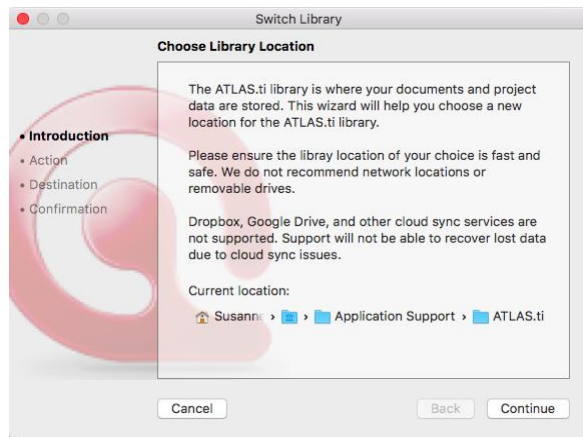 Switch Library
Choose Library Location
• Introduction
• Action
• Destination
• Confirmation
The ATLAS.ti library is where your documents and project
data are stored. This wizard will help you choose a new
location for the ATLAS.ti library.
Please ensure the libray location of your choice is fast and
safe. We do not recommend network locations or
removable drives.
Dropbox, Google Drive, and other cloud sync services are
not supported. Support will not be able to recover lost data
due to cloud sync issues.
Current location:
Susanne › › Application Support › ATLAS.ti
Cancel
Back
Continue